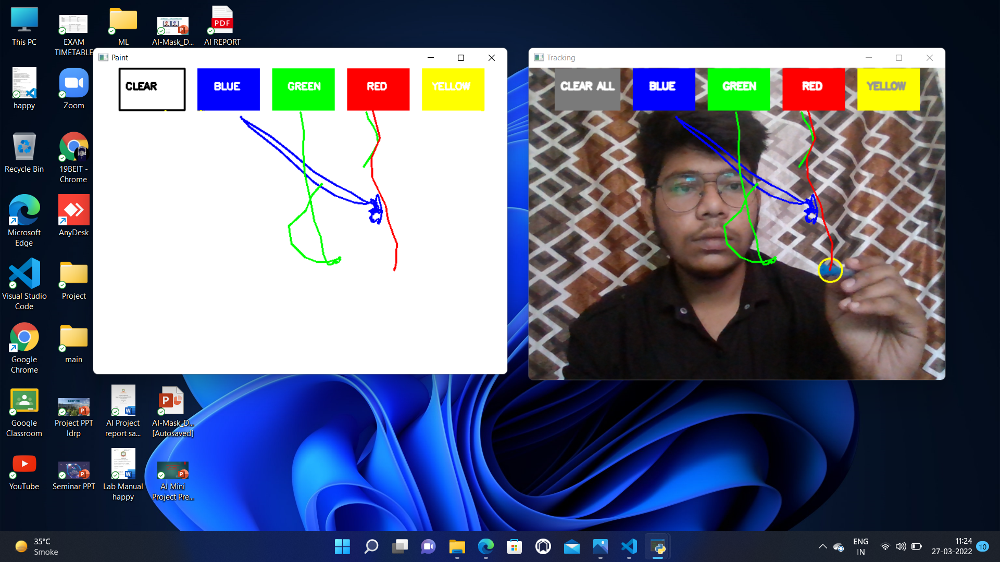 This PC
EXAM
TIMETABLE
ML
AI-Mask_D...
PDF
AI REPORT
happy
Zoom
Recycle Bin
19BEIT -
Chrome
Microsoft
Edge
AnyDesk
Visual Studio
Code
Project
Google
Chrome
main
Google
Classroom
Project PPT
ldrp
AI Project
report sa...
AI-Mask_D...
[Autosaved]
YouTube
Seminar PPT
Lab Manual
happy
AI Mini
Project Pre...
Paint
CLEAR
BLUE
GREEN
RED
YELLOW
Tracking
CLEAR ALL
BLUE
GREEN
RED
YELLOW
35°C
Smoke
ENG
IN
11:24
27-03-2022
10